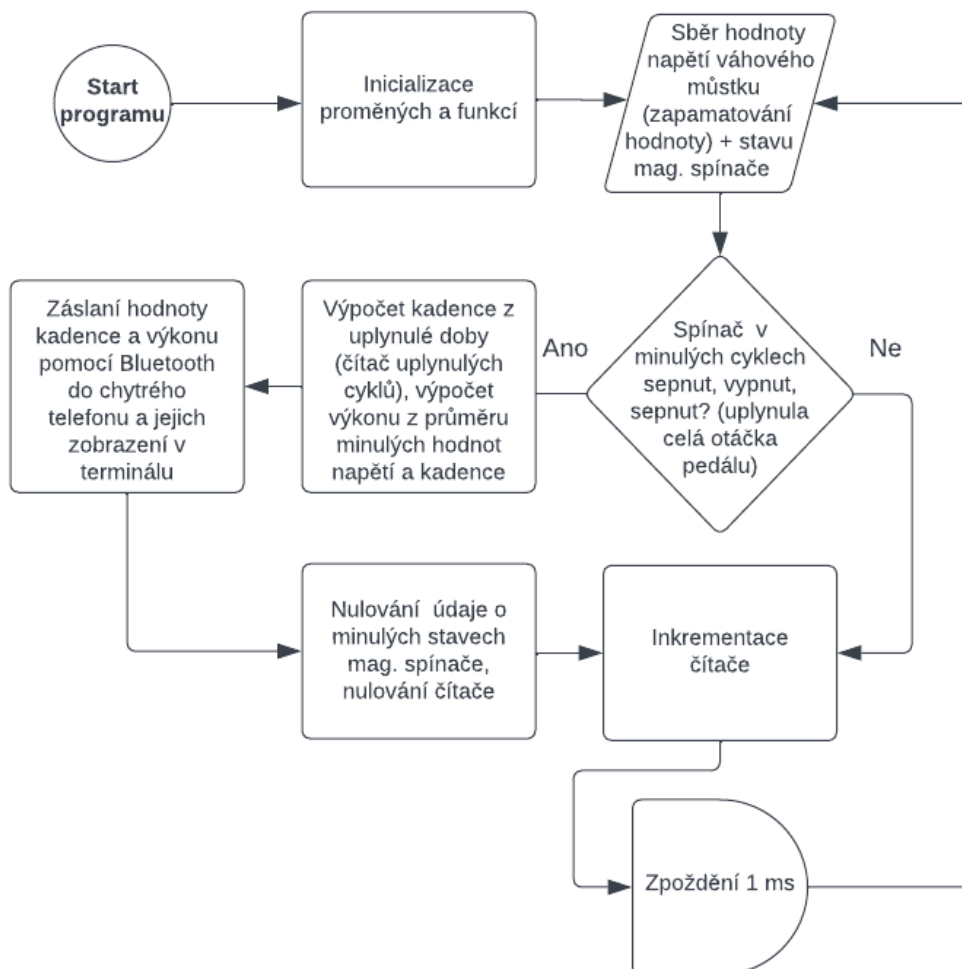 Start
programu
Inicializace
proměných a funkcí
Sběr hodnoty
napětí váhového
můstku
(zapamatování
hodnoty) + stavu
mag. spínače
Záslaní hodnoty
kadence a výkonu
pomocí Bluetooth
do chytrého
telefonu a jejich
zobrazení v
terminálu
Výpočet kadence z
uplynulé doby
(čítač uplynulých
cyklů), výpočet
výkonu z průměru
minulých hodnot
napětí a kadence
Ano
Spínač v
minulých cyklech
sepnut, vypnut,
sepnut? (uplynula
celá otáčka
pedálu)
Ne
Nulování údaje o
minulých stavech
mag. spínače,
nulování čítače
Inkrementace
čítače
Zpoždění 1 ms